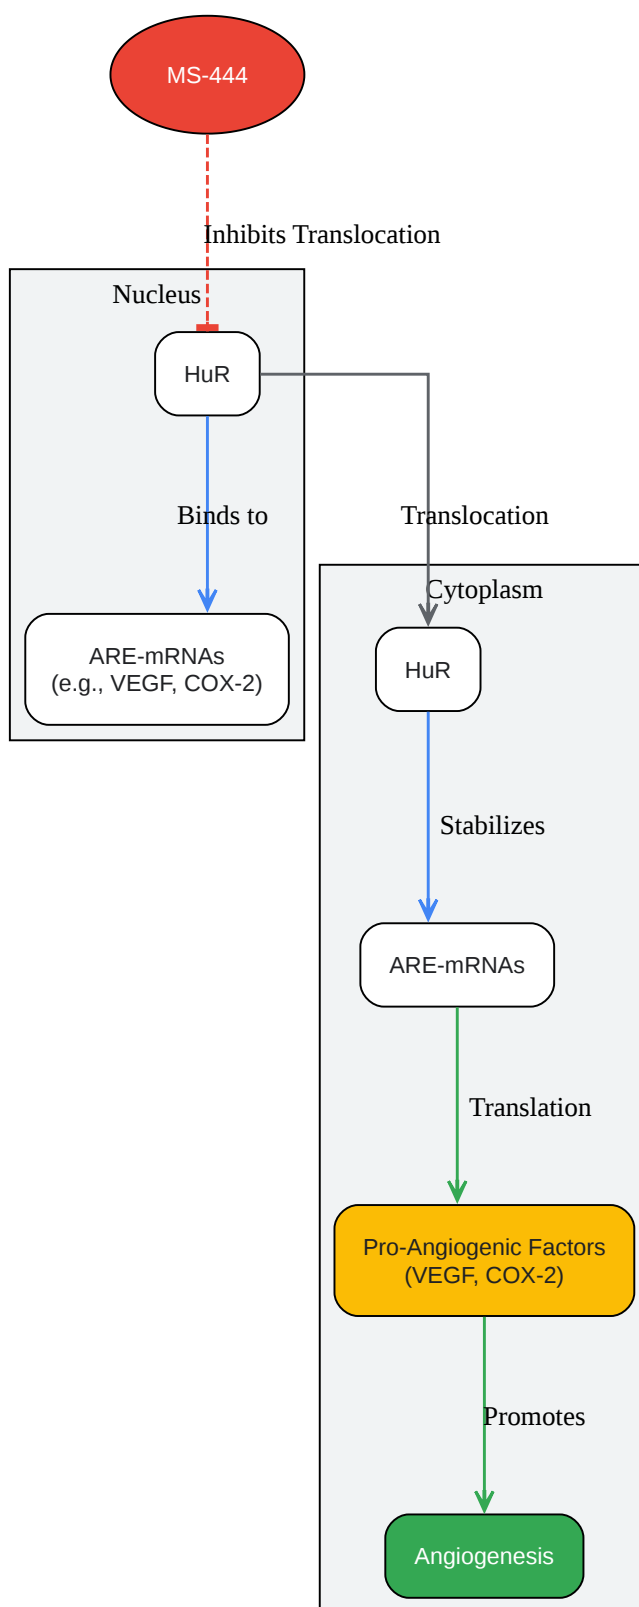 MS-444
Inhibits Translocation
Nucleus
HuR
Binds to
Translocation
Cytoplasm
ARE-mRNAs
(e.g., VEGF, COX-2)
HuR
Stabilizes
ARE-mRNAs
Translation
Pro-Angiogenic Factors
(VEGF, COX-2)
Promotes
Angiogenesis